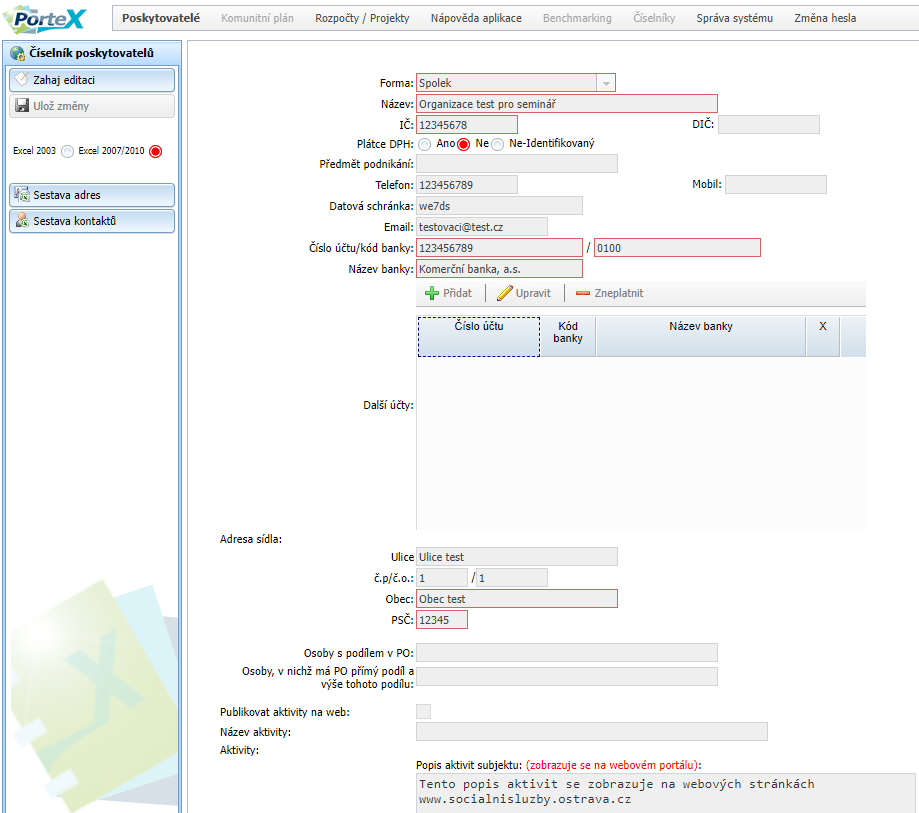 PorteX
Poskytovatelé Komunitní plán Rozpočty / Projekty Nápověda aplikace Benchmarking Číselníky Správa systému Změna hesla
Číselník poskytovatelů
Zahaj editaci
Ulož změny
Excel 2003 Excel 2007/2010
Sestava adres
Sestava kontaktů
Forma: Spolek
Název: Organizace test pro seminář
IČ: 12345678 DIČ:
Plátce DPH: Ano Ne Ne-Identifikovaný
Předmět podnikání:
Telefon: 123456789 Mobil:
Datová schránka: we7ds
Email: testovaci@test.cz
Číslo účtu/kód banky: 123456789 / 0100
Název banky: Komerční banka, a.s.
Přidat Upravit Zneplatnit
Číslo účtu Kód banky Název banky X
Další účty:
Adresa sídla:
Ulice Ulice test
č.p/č.o.: 1 / 1
Obec: Obec test
PSČ: 12345
Osoby s podílem v PO:
Osoby, v nichž má PO přímý podíl a
výše tohoto podílu:
Publikovat aktivity na web:
Název aktivity:
Aktivity:
Popis aktivit subjektu: (zobrazuje se na webovém portálu):
Tento popis aktivit se zobrazuje na webových stránkách
www.socialnisluzby.ostrava.cz